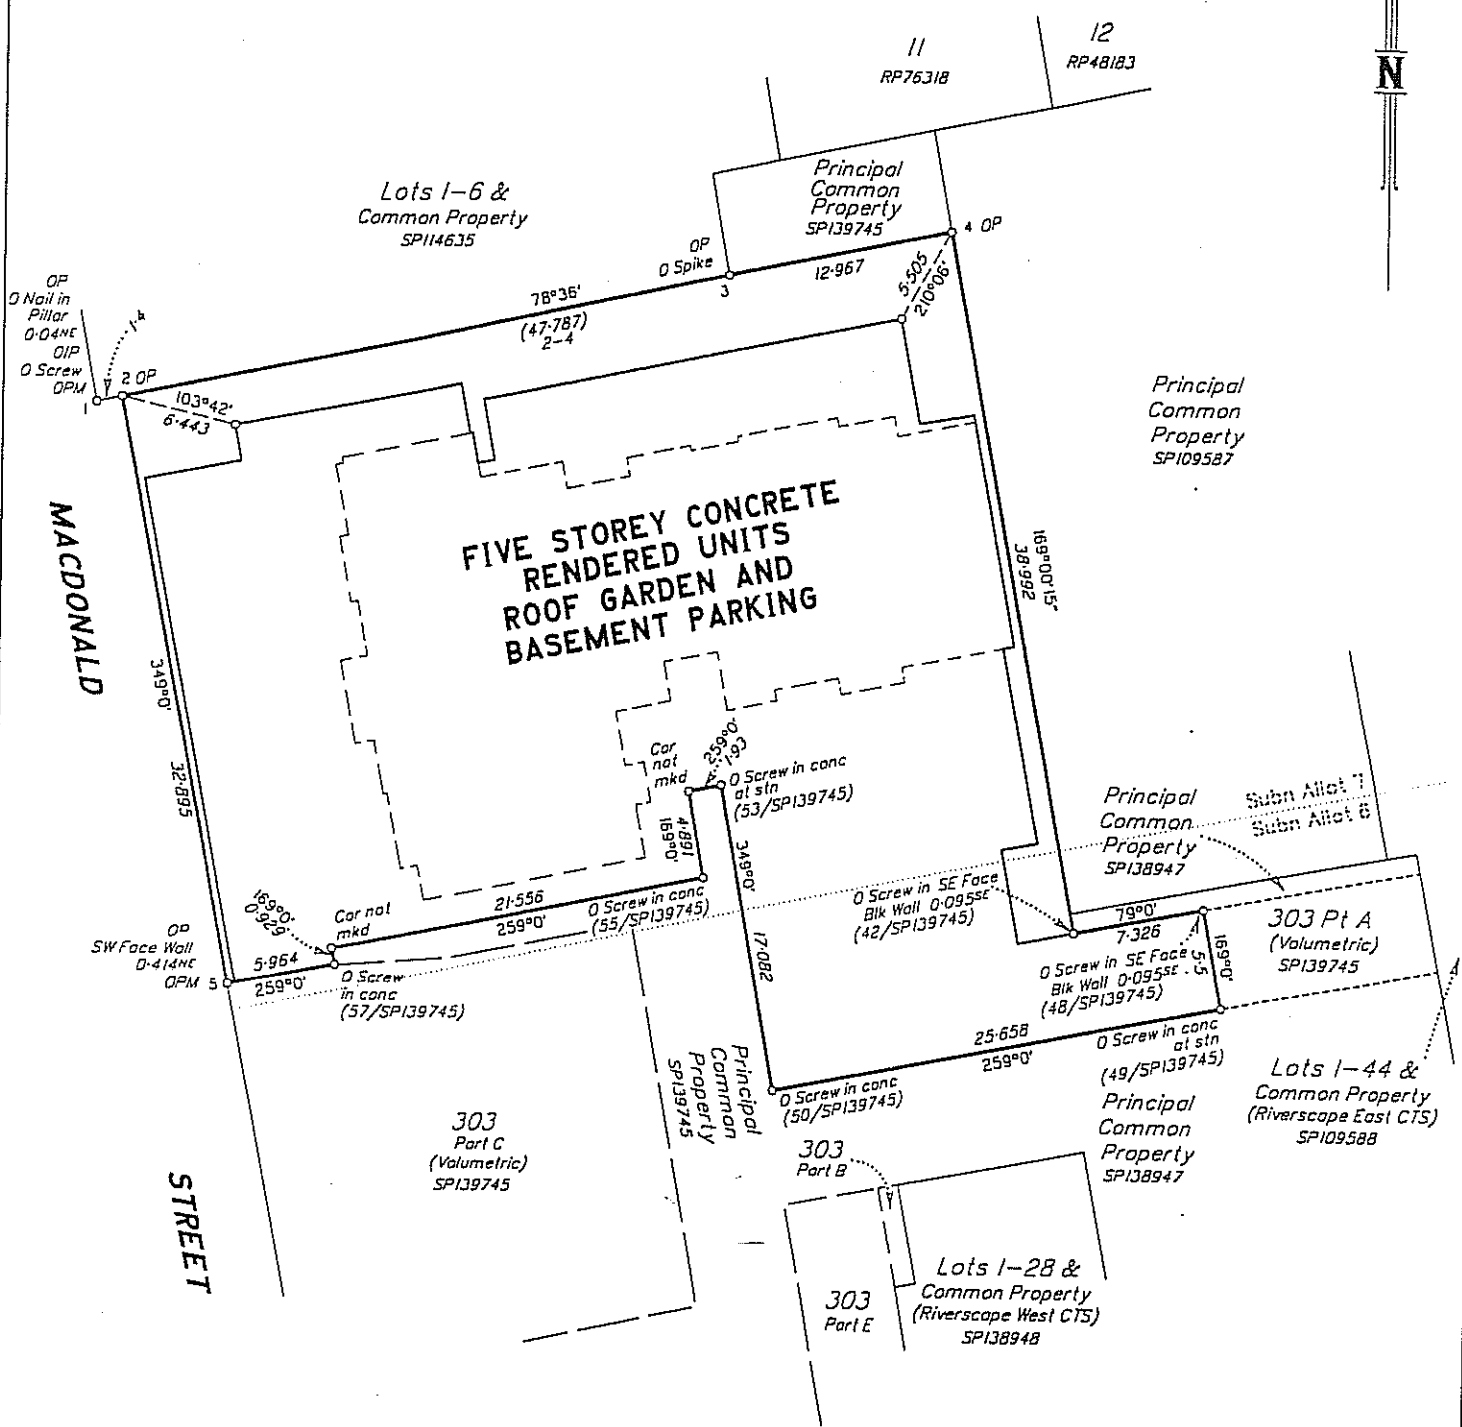 11
RP76318
12
RP48183
N
Lots 1-6 &
Common Property
SP114635
Principal
Common
Property
SP139745
OP
O Spike
3
12·967
4 OP
5·505
210°06'
78°36'
(47·787)
2-4
OP
O Nail in
Pillar
0·04NE
OIP
O Screw
OPM
1
1·4
2 OP
103°42'
6·443
Principal
Common
Property
SP109587
FIVE STOREY CONCRETE
RENDERED UNITS
ROOF GARDEN AND
BASEMENT PARKING
169°00'15"
38·992
MACDONALD
349°0'
32·895
Cor
not
mkd
259°0'
1·93
O Screw in conc
at stn
(53/SP139745)
4·891
169°0'
349°0'
17·082
Principal
Common
Property
SP138947
Subn Allot 7
Subn Allot 6
O Screw in SE Face
Blk Wall 0·095SE
(42/SP139745)
79°0'
7·326
303 Pt A
(Volumetric)
SP139745
169°0'
5·5
O Screw in SE Face
Blk Wall 0·095SE
(48/SP139745)
169°0'
0·929
Cor not
mkd
21·556
259°0'
O Screw in conc
(55/SP139745)
OP
SW Face Wall
0·414NE
OPM 5
5·964
259°0'
O Screw
in conc
(57/SP139745)
25·658
259°0'
O Screw in conc
at stn
(49/SP139745)
O Screw in conc
(50/SP139745)
Principal
Common
Property
SP139745
Lots 1-44 &
Common Property
(Riverscape East CTS)
SP109588
Principal
Common
Property
SP138947
303
Part C
(Volumetric)
SP139745
303
Part B
STREET
303
Part E
Lots 1-28 &
Common Property
(Riverscape West CTS)
SP138948